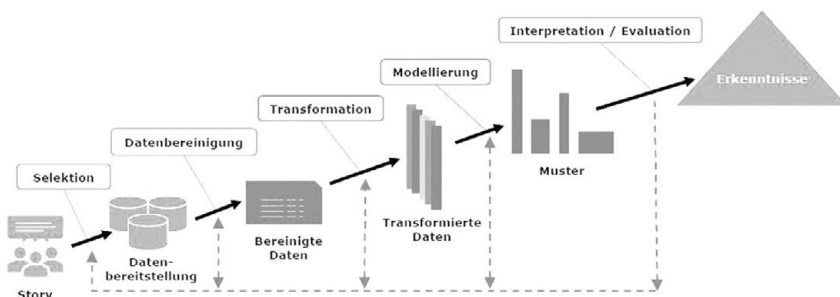 Interpretation / Evaluation
Erkenntnisse
Modellierung
Transformation
Muster
Datenbereinigung
Transformierte
Daten
Selektion
Bereinigte
Daten
Daten-
bereitstellung
Story